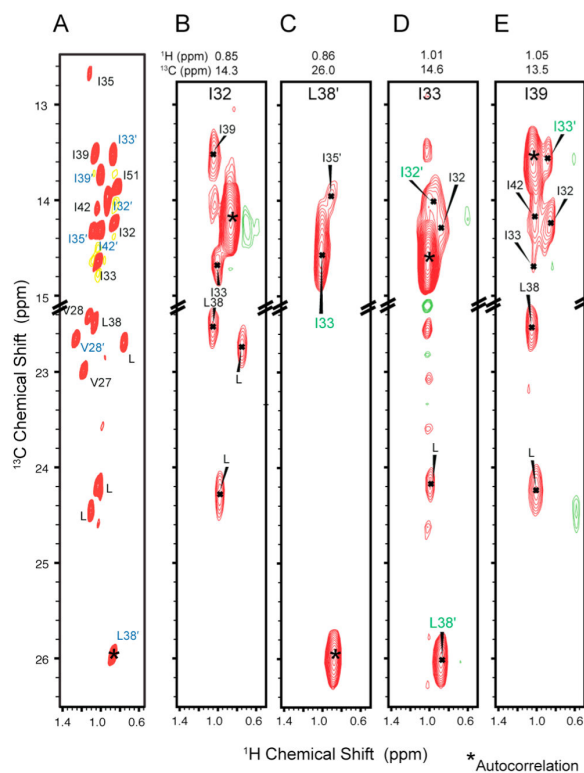 A B C D E
¹H (ppm) 0.85 0.86 1.01 1.05
¹³C (ppm) 14.3 26.0 14.6 13.5
I32 L38' I33 I39
13
14
15
22
23
24
25
26
¹³C Chemical Shift (ppm)
I35
I39
I33'
I39'
I51
I42
I32'
I35'
I32
I42'
I33
V28
L38
V28'
L
V27
L
L
L38'
*
I39
*
I33
L38
L
L
I35'
I33
*
I32'
I32
*
L
L38'
*
I33'
I42
I32
I33
L38
L
1.4 1.0 0.6 1.4 1.0 0.6 1.4 1.0 0.6 1.4 1.0 0.6 1.4 1.0 0.6
¹H Chemical Shift (ppm)
*Autocorrelation